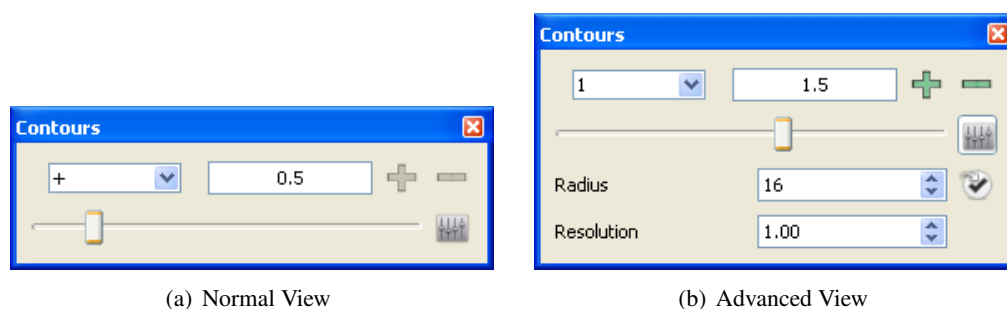 Contours
+ 0.5
(a) Normal View
Contours
1 1.5
Radius 16
Resolution 1.00
(b) Advanced View